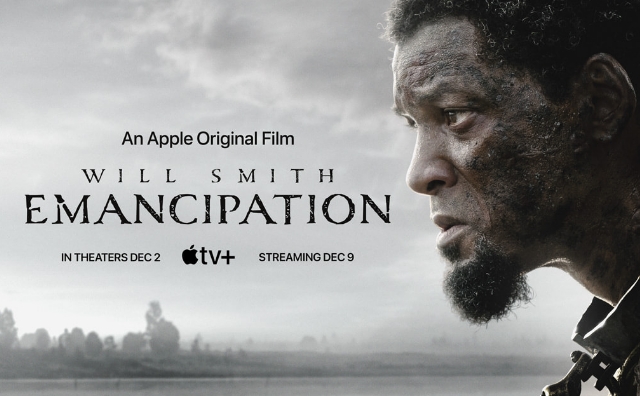 An Apple Original Film
WILL SMITH
EMANCIPATION
IN THEATERS DEC 2 tv+ STREAMING DEC 9